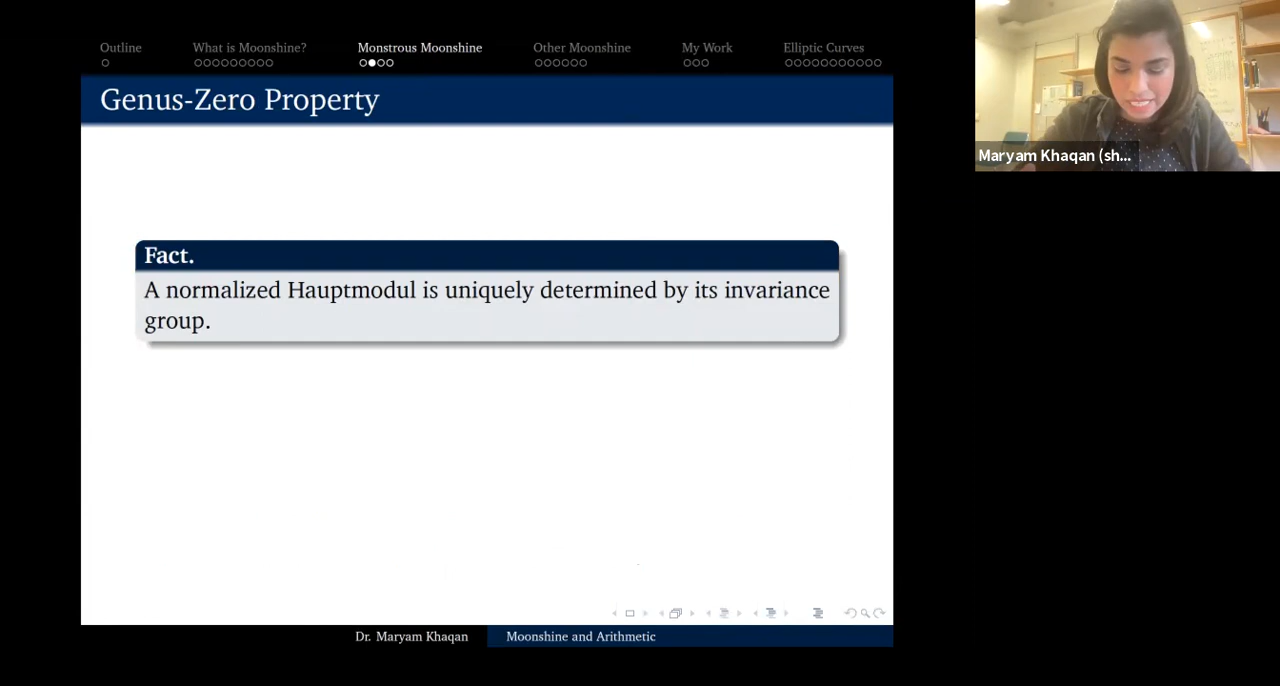 Outline What is Moonshine? Monstrous Moonshine Other Moonshine My Work Elliptic Curves
Genus-Zero Property
Maryam Khaqan (sh...
Fact.
A normalized Hauptmodul is uniquely determined by its invariance
group.
Dr. Maryam Khaqan Moonshine and Arithmetic